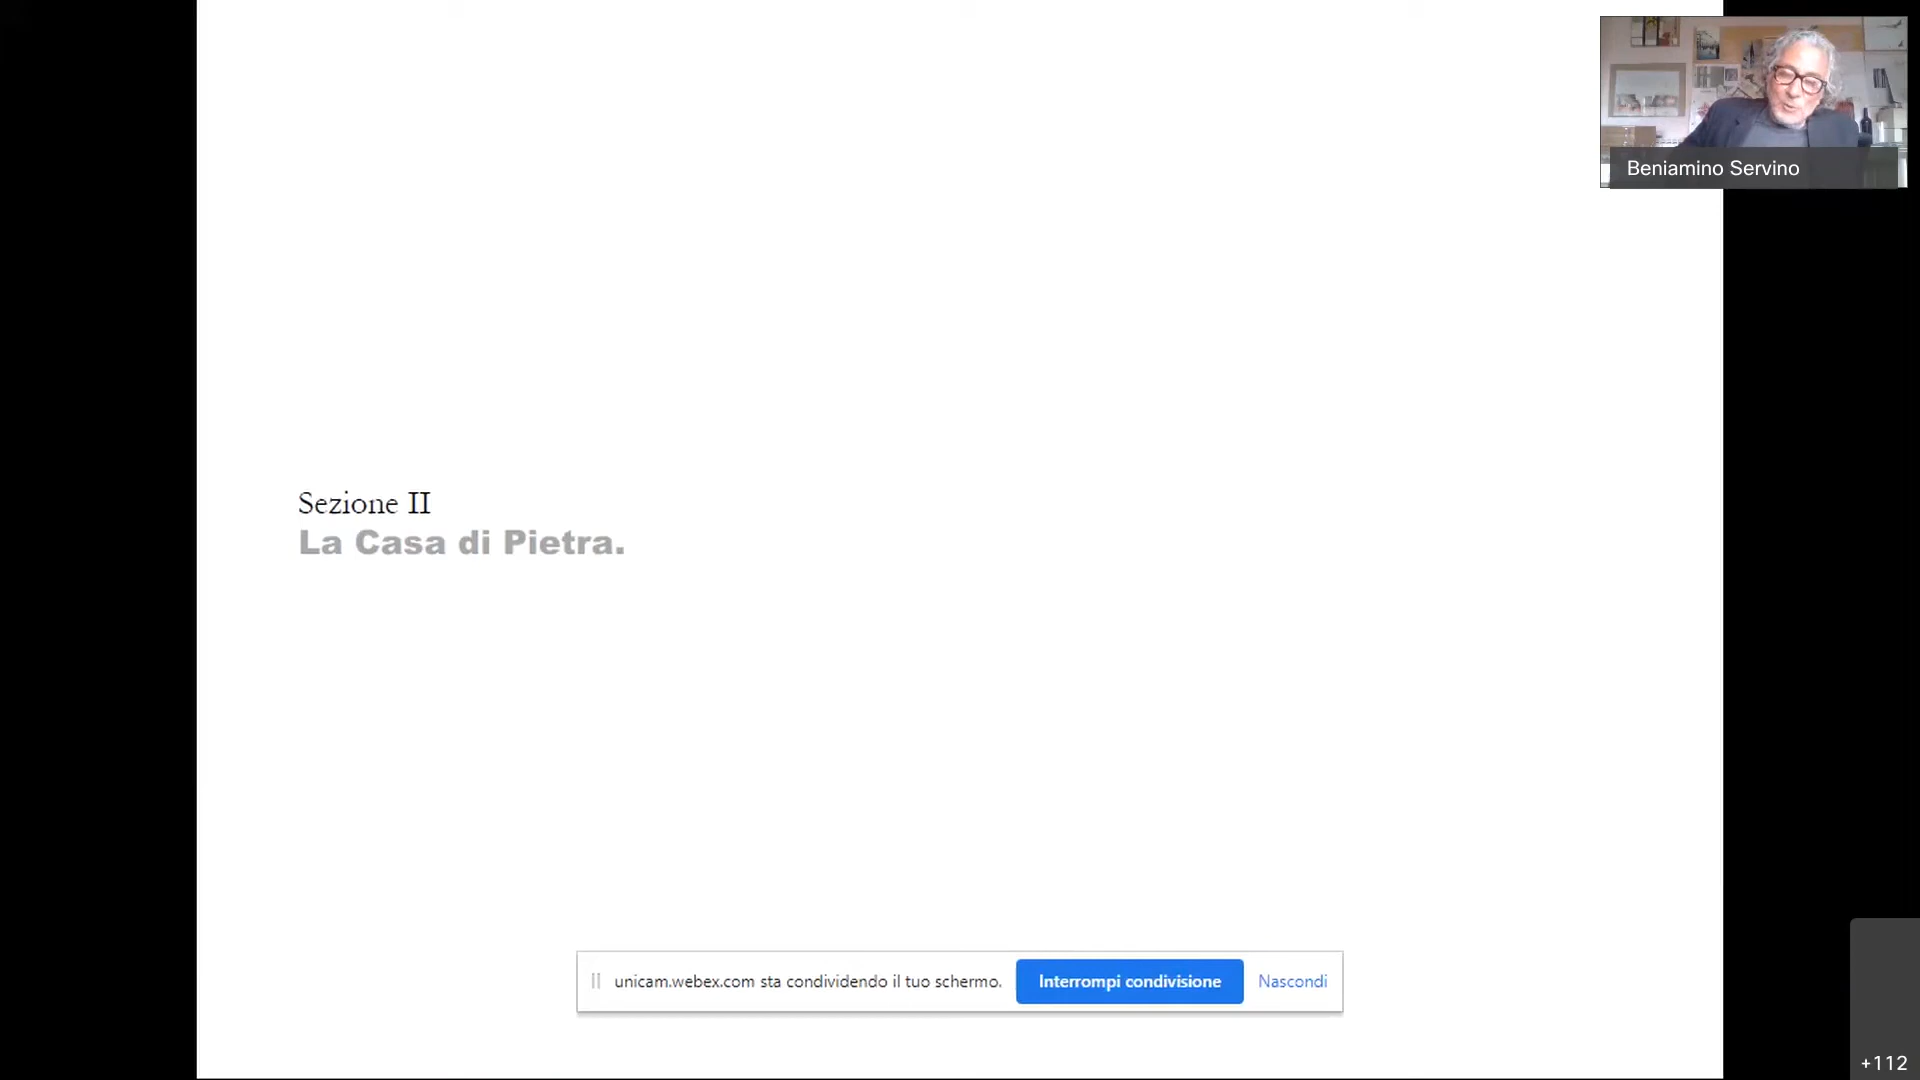 Beniamino Servino
Sezione II
La Casa di Pietra.
unicam.webex.com sta condividendo il tuo schermo. Interrompi condivisione Nascondi
+112